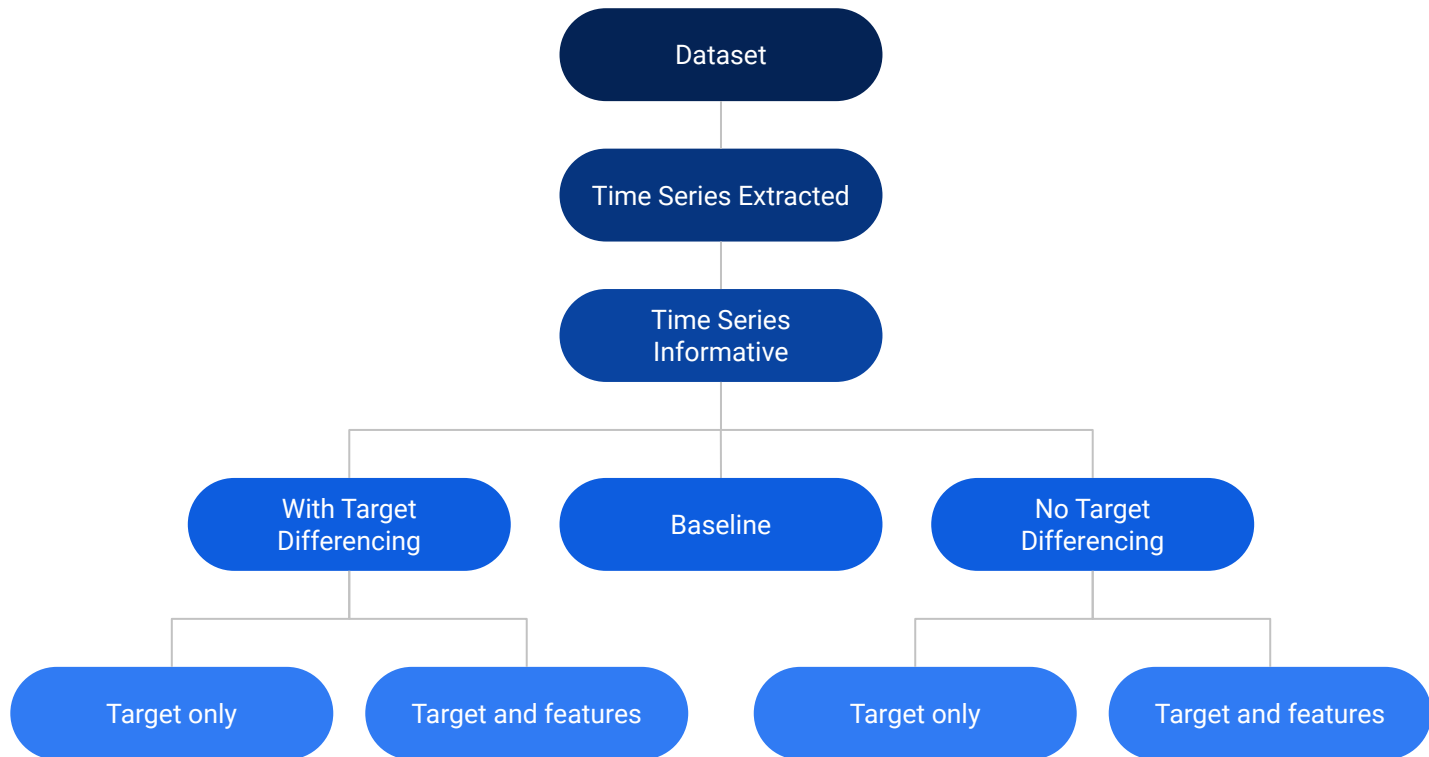 Dataset
Time Series Extracted
Time Series
Informative
With Target
Differencing
Baseline
No Target
Differencing
Target only
Target and features
Target only
Target and features